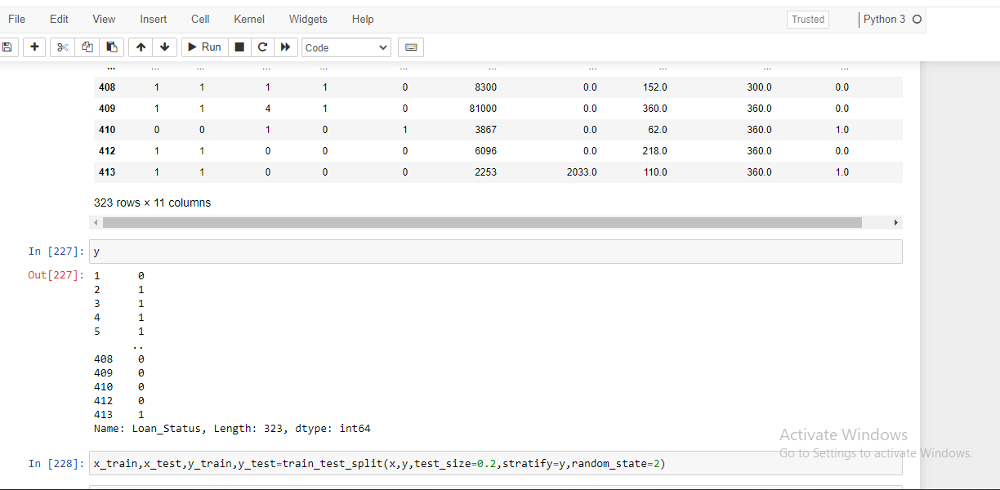 File Edit View Insert Cell Kernel Widgets Help Trusted Python 3
Run Code
... ... ... ... ... ... ... ... ... ...
408 1 1 1 1 0 8300 0.0 152.0 300.0 0.0
409 1 1 4 1 0 81000 0.0 360.0 360.0 0.0
410 0 0 1 0 1 3867 0.0 62.0 360.0 1.0
412 1 1 0 0 0 6096 0.0 218.0 360.0 0.0
413 1 1 0 0 0 2253 2033.0 110.0 360.0 1.0
323 rows × 11 columns
In [227]: y
Out[227]: 1 0
2 1
3 1
4 1
5 1
..
408 0
409 0
410 0
412 0
413 1
Name: Loan_Status, Length: 323, dtype: int64
Activate Windows
Go to Settings to activate Windows.
In [228]: x_train,x_test,y_train,y_test=train_test_split(x,y,test_size=0.2,stratify=y,random_state=2)